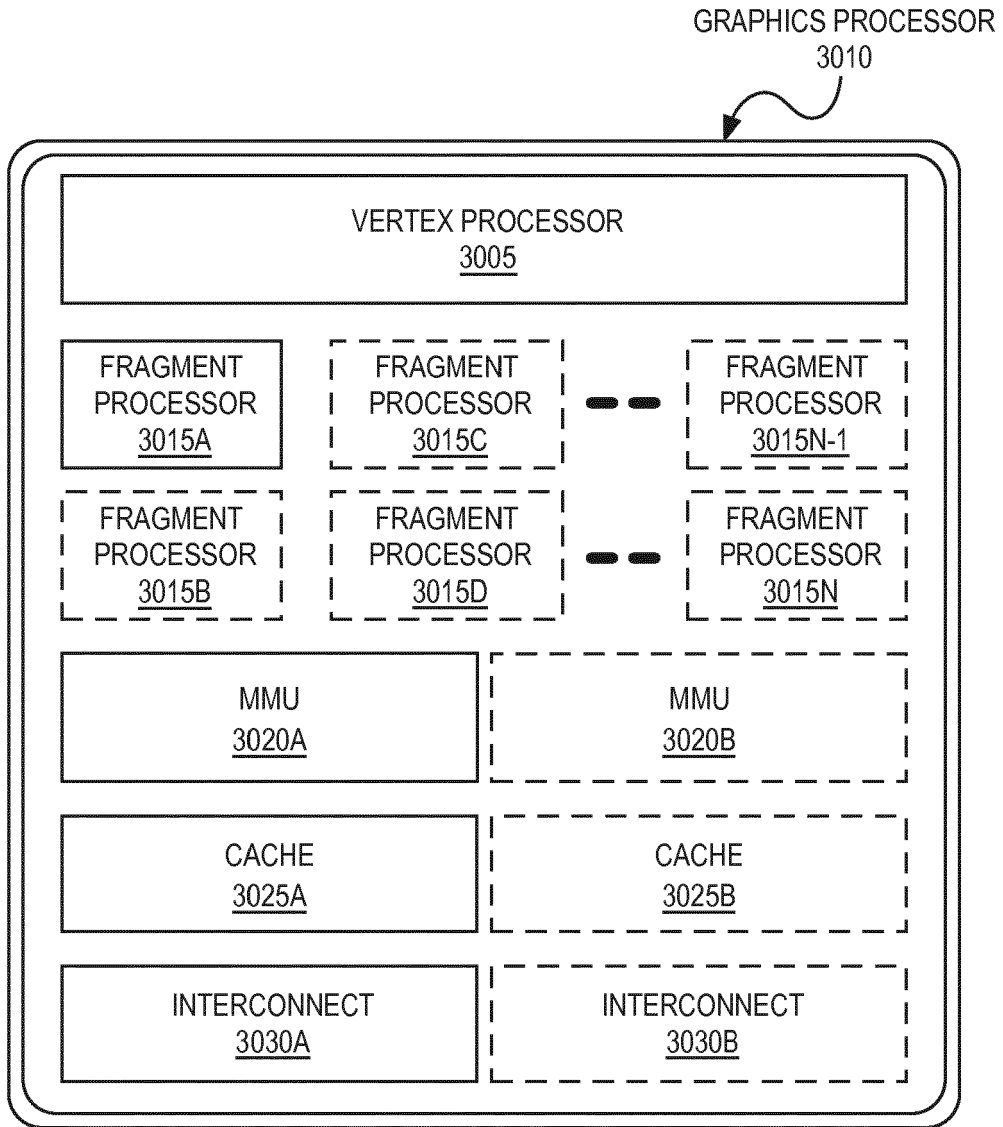 GRAPHICS PROCESSOR
3010
VERTEX PROCESSOR
3005
FRAGMENT
PROCESSOR
3015A
FRAGMENT
PROCESSOR
3015C
FRAGMENT
PROCESSOR
3015N-1
FRAGMENT
PROCESSOR
3015B
FRAGMENT
PROCESSOR
3015D
FRAGMENT
PROCESSOR
3015N
MMU
3020A
MMU
3020B
CACHE
3025A
CACHE
3025B
INTERCONNECT
3030A
INTERCONNECT
3030B